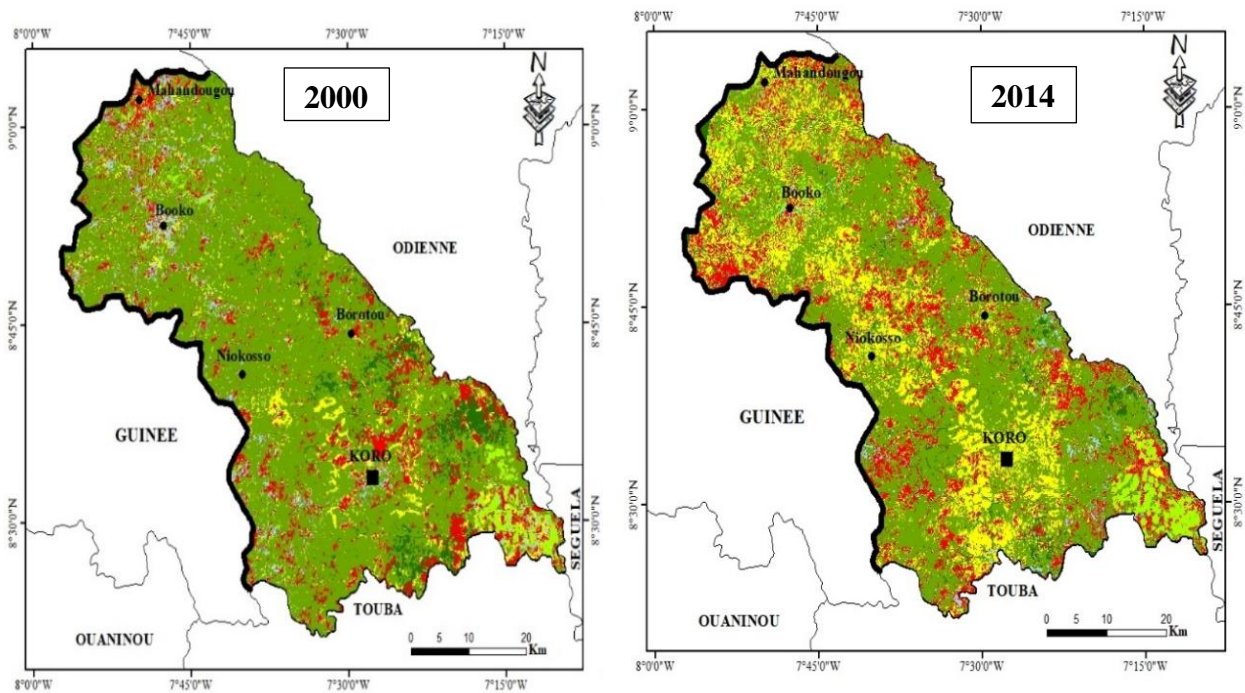 8°0'0"W 7°45'0"W 7°30'0"W 7°15'0"W
2000
N
Mahandougou
9°0'0"N
9°0'0"N
Booko
ODIENNE
8°45'0"N
Borotou
8°45'0"N
Niokosso
GUINEE
KORO
8°30'0"N
8°30'0"N
SEGUELA
TOUBA
OUANINOU
0 5 10 20
Km
8°0'0"W 7°45'0"W 7°30'0"W 7°15'0"W
7°45'0"W 7°30'0"W 7°15'0"W
2014
N
Mahandougou
9°0'0"N
9°0'0"N
Booko
ODIENNE
8°45'0"N
Borotou
8°45'0"N
Niokosso
GUINEE
KORO
8°30'0"N
8°30'0"N
SEGUELA
TOUBA
OUANINOU
0 5 10 20
Km
8°0'0"W 7°45'0"W 7°30'0"W 7°15'0"W